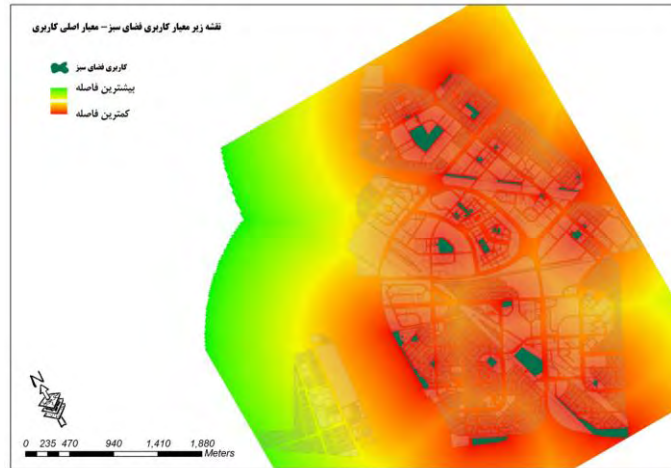 نقشه زیر معیار کاربری فضای سبز – معیار اصلی کاربری
کاربری فضای سبز
بیشترین فاصله
کمترین فاصله
N
0 235 470 940 1,410 1,880
Meters